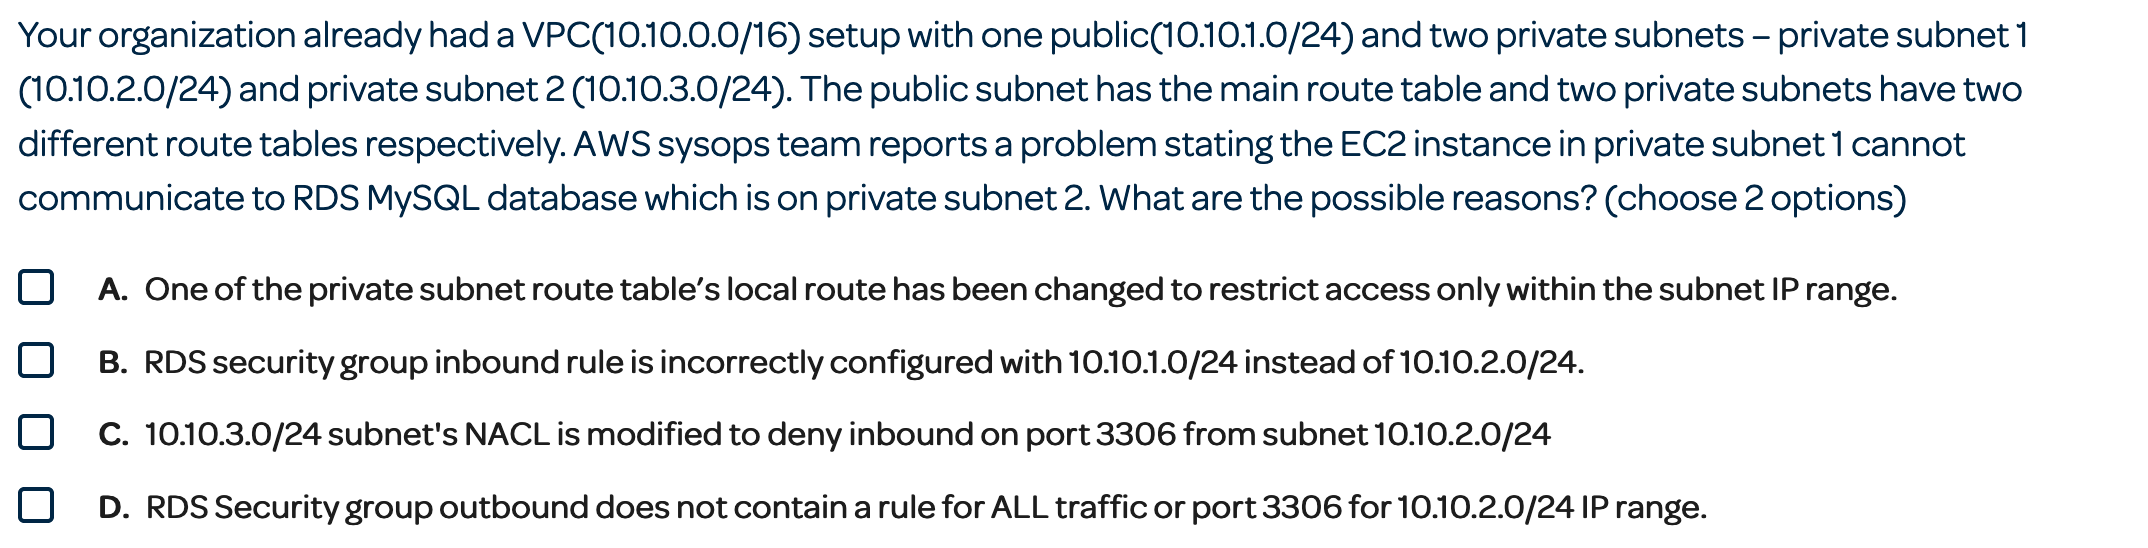 Your organization already had a VPC(10.10.0.0/16) setup with one public(10.10.1.0/24) and two private subnets – private subnet 1
(10.10.2.0/24) and private subnet 2 (10.10.3.0/24). The public subnet has the main route table and two private subnets have two
different route tables respectively. AWS sysops team reports a problem stating the EC2 instance in private subnet 1 cannot
communicate to RDS MySQL database which is on private subnet 2. What are the possible reasons? (choose 2 options)
A. One of the private subnet route table’s local route has been changed to restrict access only within the subnet IP range.
B. RDS security group inbound rule is incorrectly configured with 10.10.1.0/24 instead of 10.10.2.0/24.
C. 10.10.3.0/24 subnet's NACL is modified to deny inbound on port 3306 from subnet 10.10.2.0/24
D. RDS Security group outbound does not contain a rule for ALL traffic or port 3306 for 10.10.2.0/24 IP range.